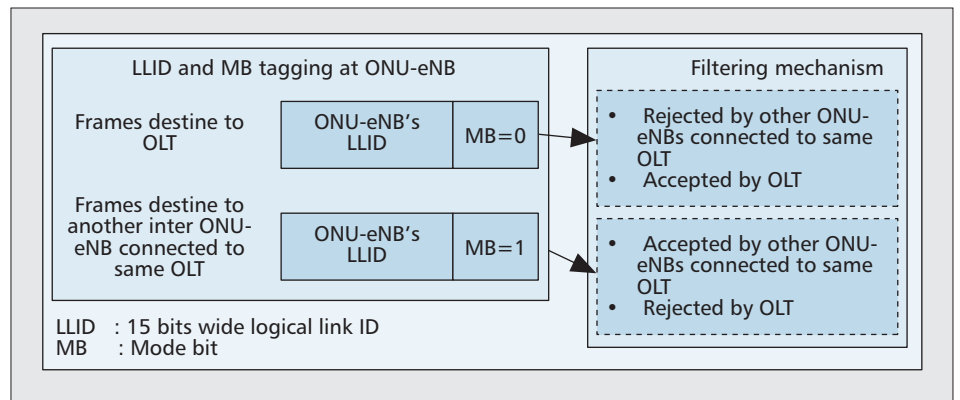 LLID and MB tagging at ONU-eNB
Frames destine to
OLT
ONU-eNB's
LLID
MB=0
Frames destine to
another inter ONU-
eNB connected to
same OLT
ONU-eNB's
LLID
MB=1
LLID : 15 bits wide logical link ID
MB : Mode bit
Filtering mechanism
• Rejected by other ONU-
eNBs connected to same
OLT
• Accepted by OLT
• Accepted by other ONU-
eNBs connected to same
OLT
• Rejected by OLT